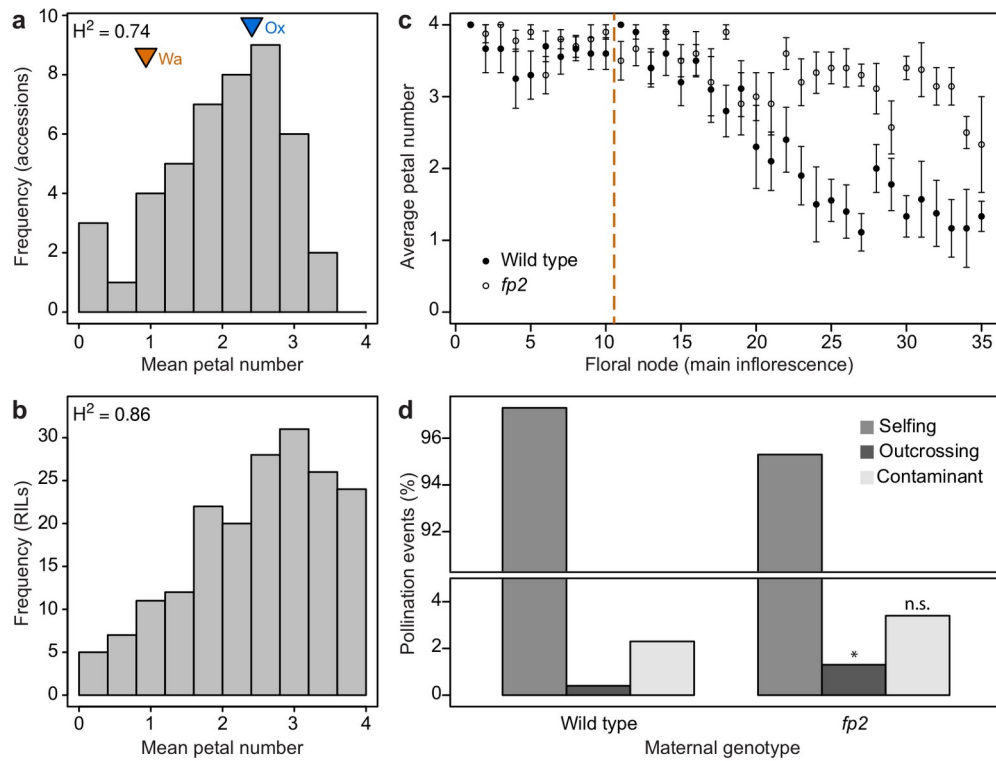 a
H² = 0.74
Wa
Ox
Frequency (accessions)
10
8
6
4
2
0
0 1 2 3 4
Mean petal number
b
H² = 0.86
Frequency (RILs)
30
25
20
15
10
5
0
0 1 2 3 4
Mean petal number
c
Average petal number
4
3
2
1
0
Wild type
fp2
0 5 10 15 20 25 30 35
Floral node (main inflorescence)
d
Pollination events (%)
96
94
92
4
2
0
Selfing
Outcrossing
Contaminant
*
n.s.
Wild type fp2
Maternal genotype